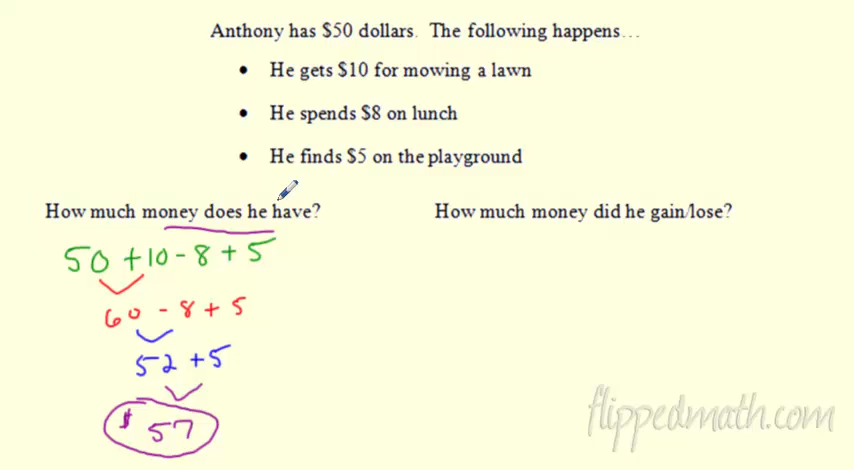 Anthony has $50 dollars. The following happens…
• He gets $10 for mowing a lawn
• He spends $8 on lunch
• He finds $5 on the playground
How much money does he have?
How much money did he gain/lose?
50 +10 - 8 + 5
60 - 8 + 5
52 + 5
$ 57
flippedmath.com